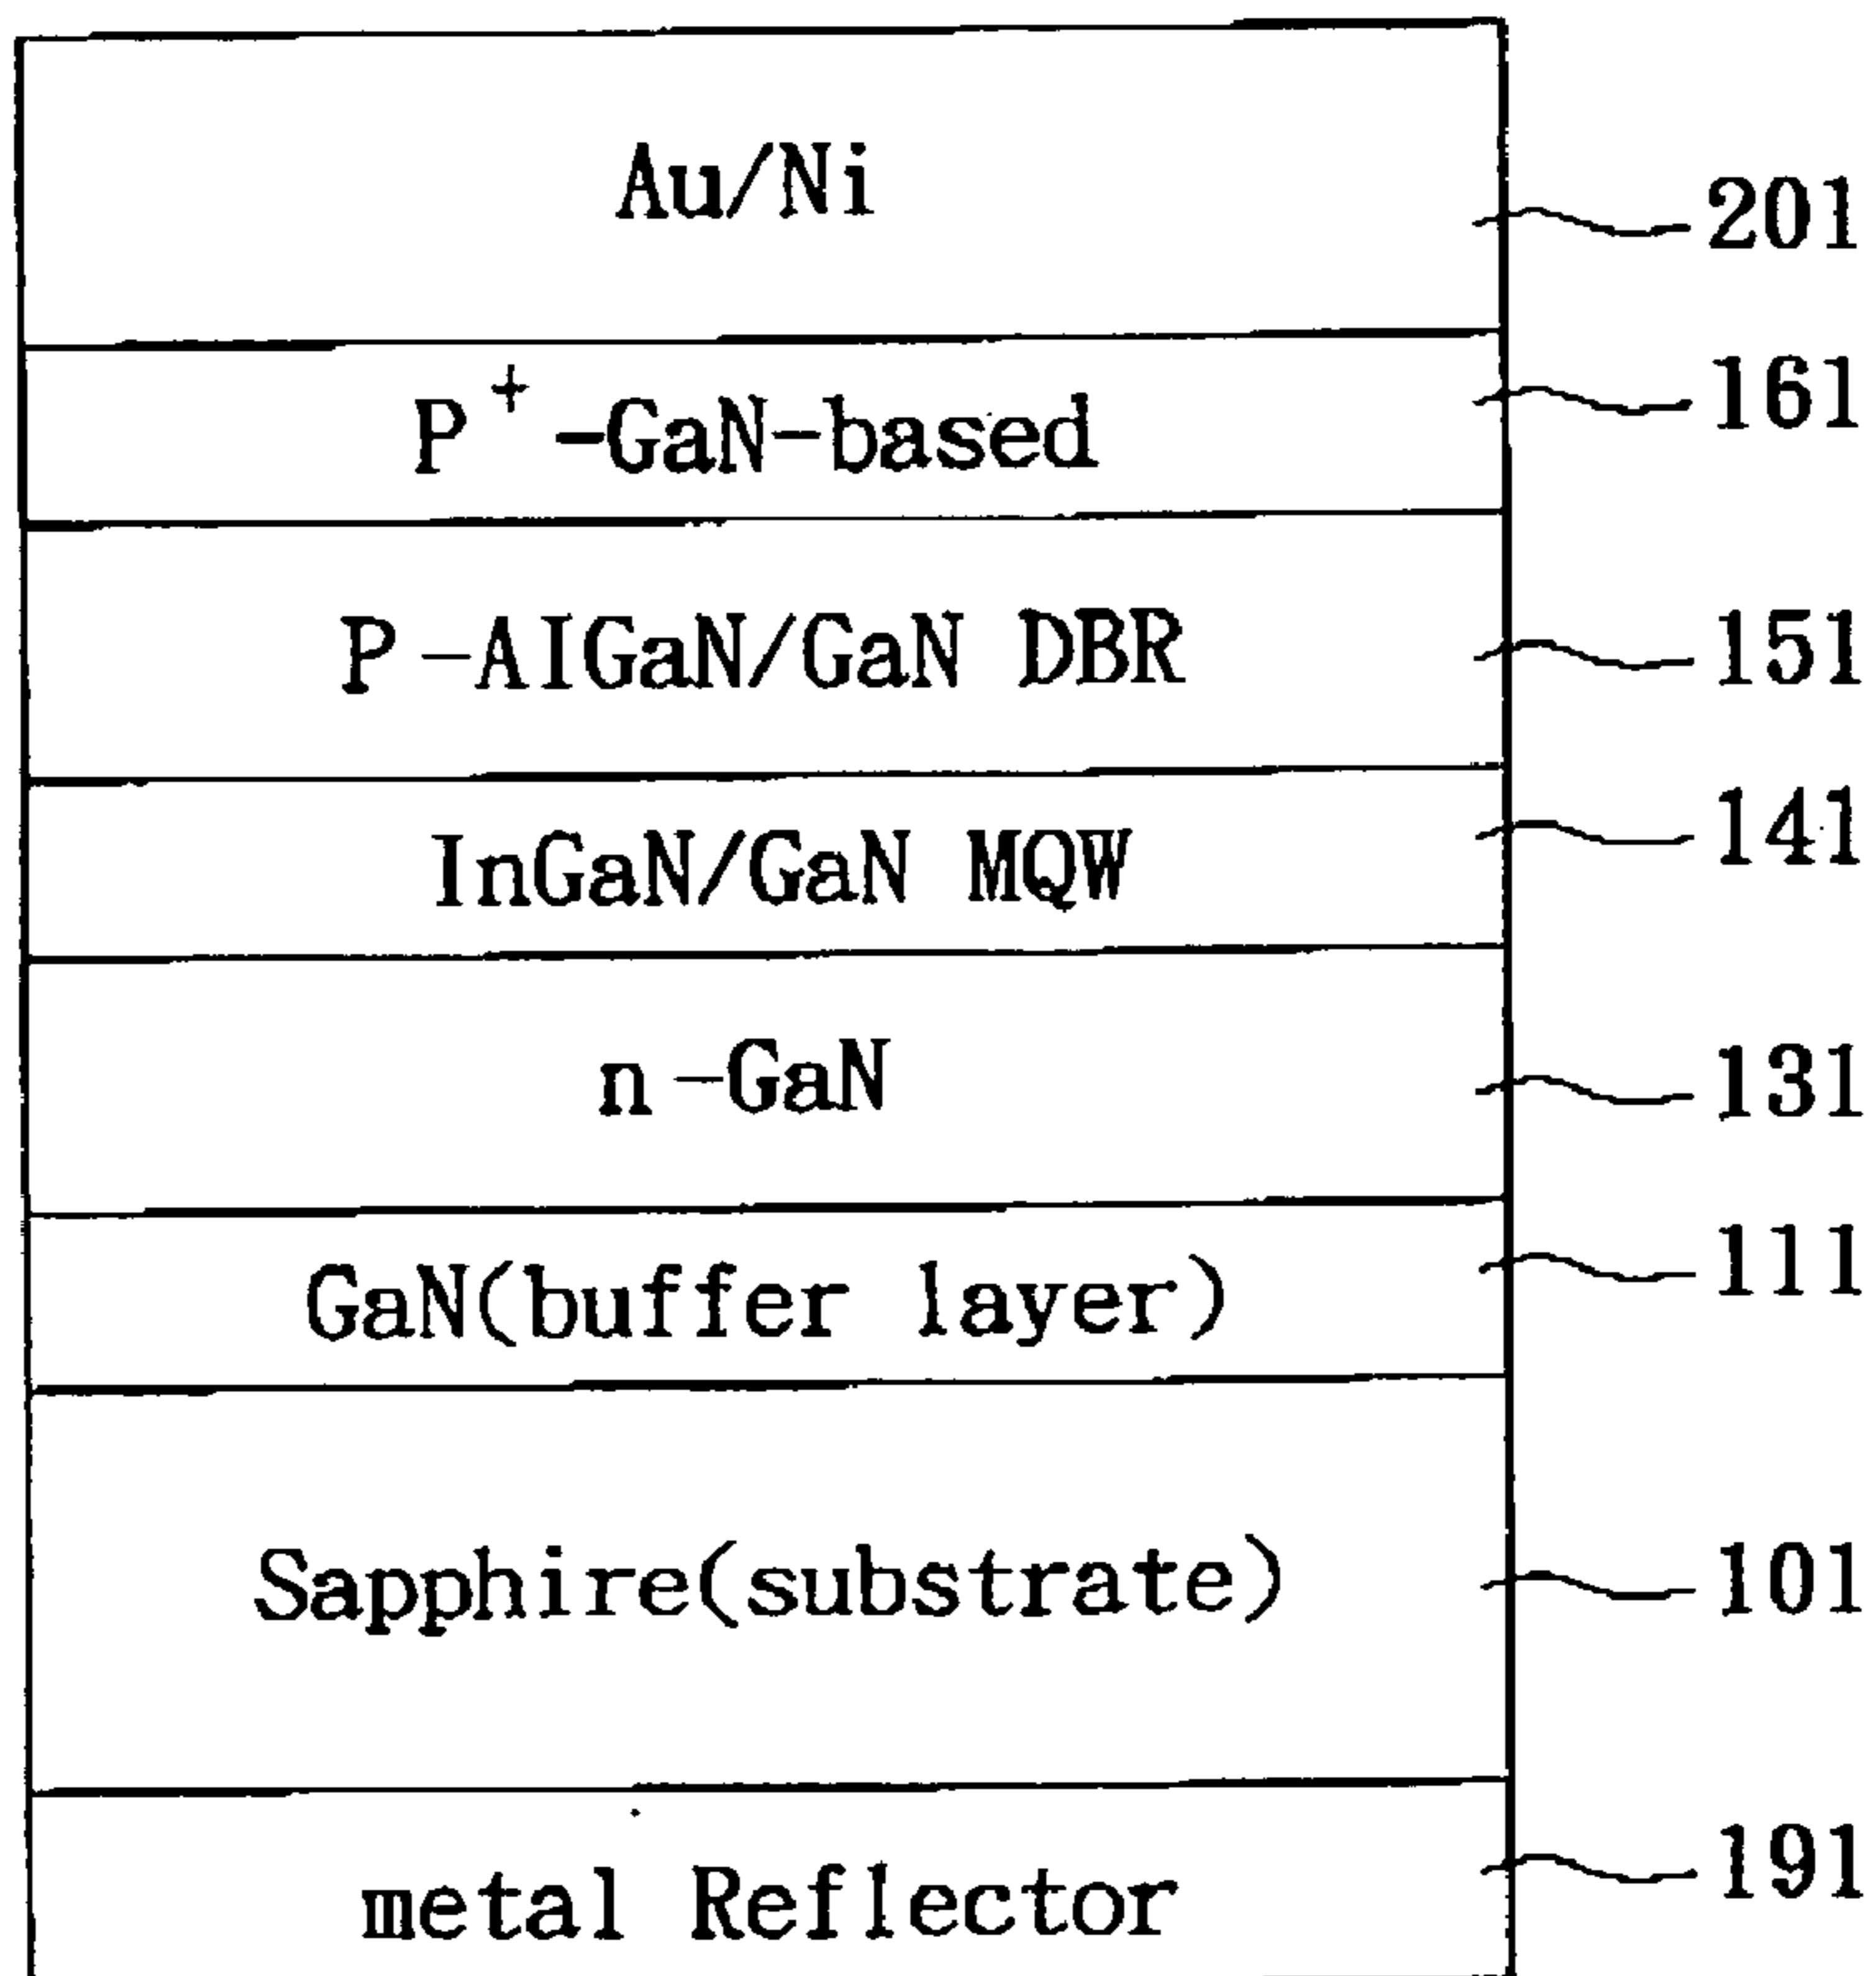 Au/Ni
201
P⁺-GaN-based
161
P-AlGaN/GaN DBR
151
InGaN/GaN MQW
141
n-GaN
131
GaN(buffer layer)
111
Sapphire(substrate)
101
metal Reflector
191